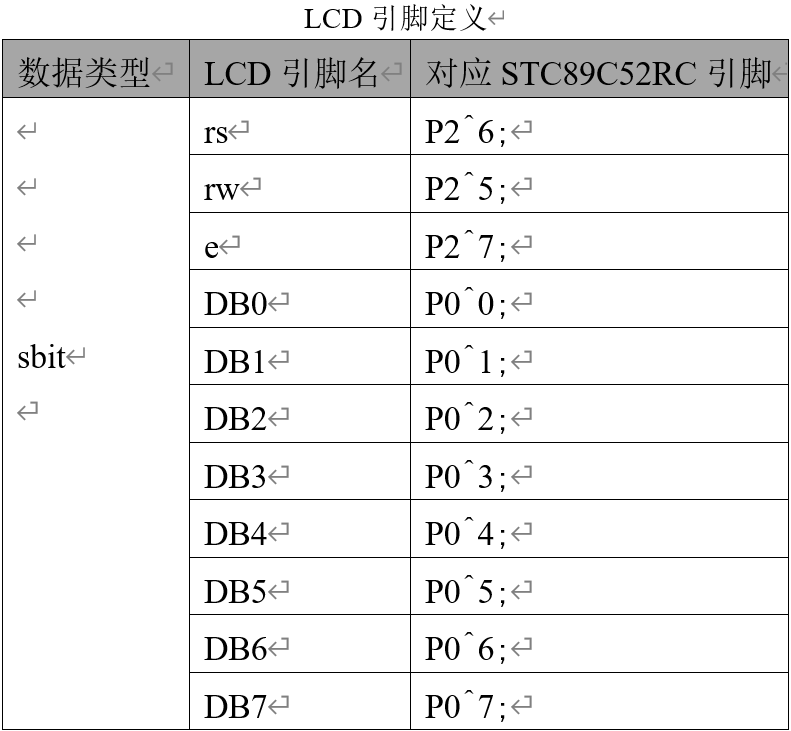 LCD 引脚定义
数据类型 LCD 引脚名 对应 STC89C52RC 引脚
rs P2^6;
rw P2^5;
e P2^7;
DB0 P0^0;
sbit DB1 P0^1;
DB2 P0^2;
DB3 P0^3;
DB4 P0^4;
DB5 P0^5;
DB6 P0^6;
DB7 P0^7;